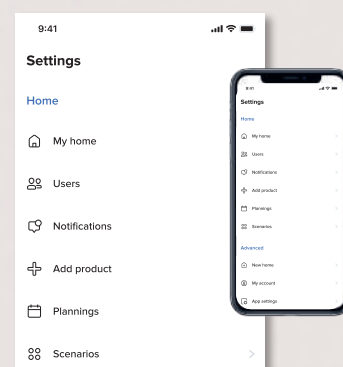 9:41
Settings
Home
My home
Users
Notifications
Add product
Plannings
Scenarios
9:41
Settings
Home
My home
Users
Notifications
Add product
Plannings
Scenarios
Advanced
New home
My account
App settings